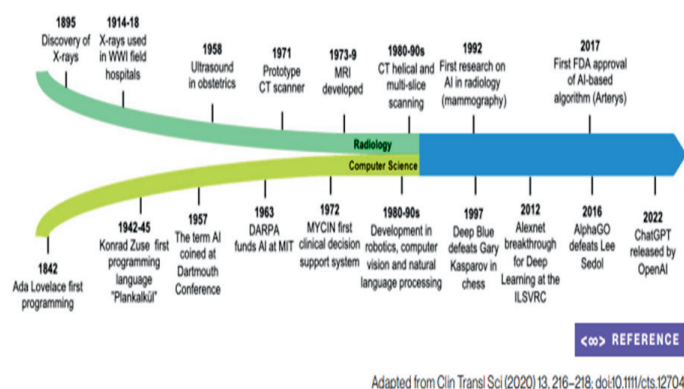 1895
Discovery of
X-rays
1914-18
X-rays used
in WWI field
hospitals
1958
Ultrasound
in obstetrics
1971
Prototype
CT scanner
1973-9
MRI
developed
1980-90s
CT helical and
multi-slice
scanning
1992
First research on
AI in radiology
(mammography)
2017
First FDA approval
of AI-based
algorithm (Arterys)
Radiology
Computer Science
1842
Ada Lovelace first
programming
1942-45
Konrad Zuse first
programming
language
"Plankalkül"
1957
The term AI
coined at
Dartmouth
Conference
1963
DARPA
funds AI at MIT
1972
MYCIN first
clinical decision
support system
1980-90s
Development in
robotics, computer
vision and natural
language processing
1997
Deep Blue
defeats Gary
Kasparov in
chess
2012
Alexnet
breakthrough
for Deep
Learning at the
ILSVRC
2016
AlphaGO
defeats Lee
Sedol
2022
ChatGPT
released by
OpenAI
<∞> REFERENCE
Adapted from Clin Transl Sci (2020) 13, 216–218; doi:10.1111/cts.12704